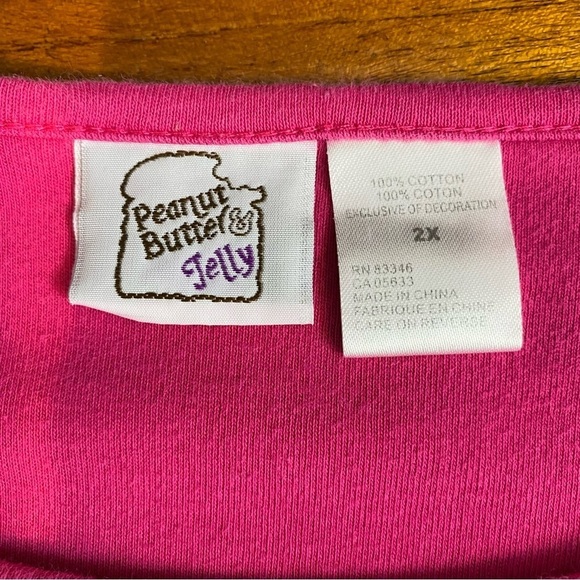 Peanut
Butter &
Jelly
100% COTTON
100% COTON
EXCLUSIVE OF DECORATION
2X
RN 83346
CA 05633
MADE IN CHINA
FABRIQUE EN CHINE
CARE ON REVERSE